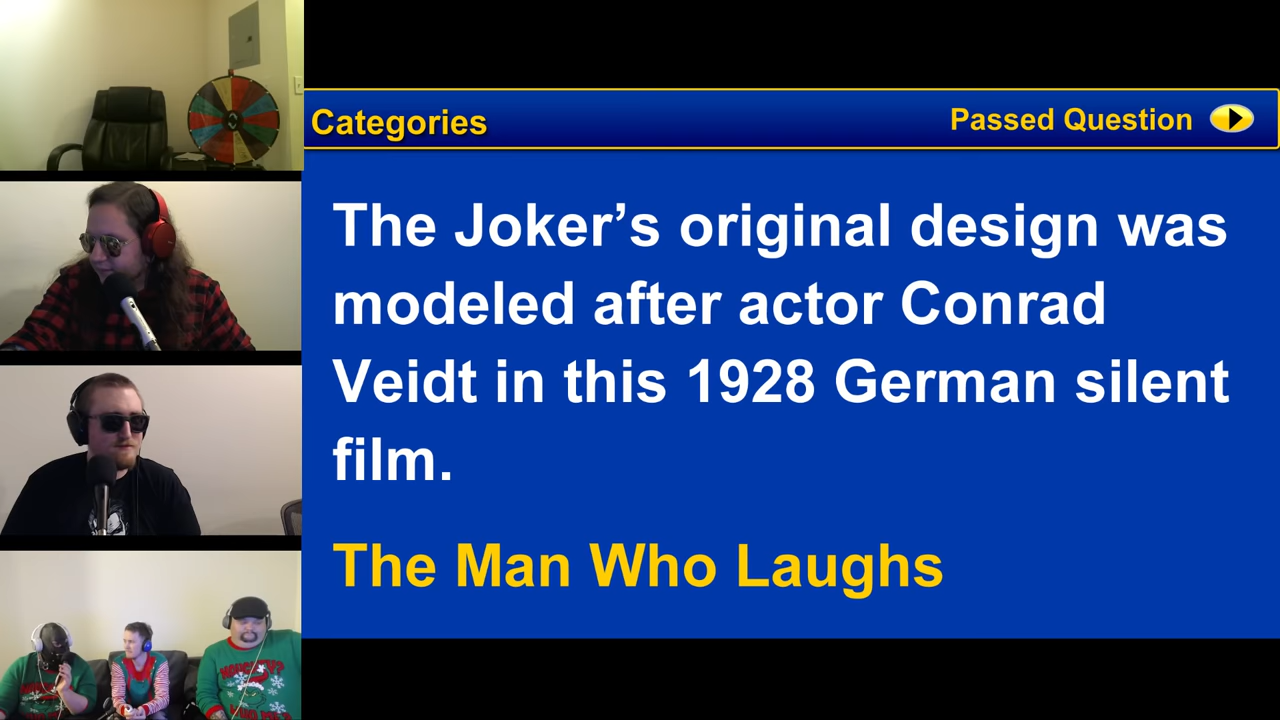 Categories
Passed Question
The Joker’s original design was
modeled after actor Conrad
Veidt in this 1928 German silent
film.
The Man Who Laughs